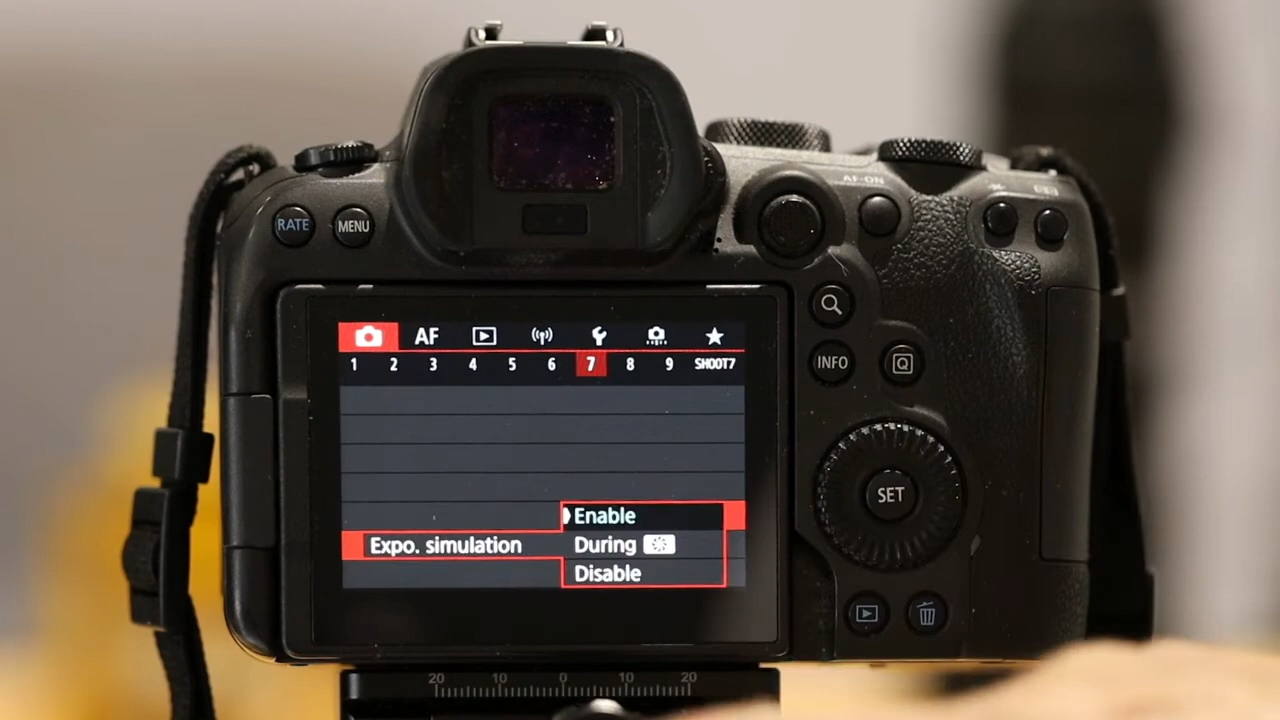 AF-ON
RATE
MENU
AF
1 2 3 4 5 6 7 8 9 SHOOT7
INFO
Q
Enable
Expo. simulation
During
Disable
SET
20 10 0 10 20